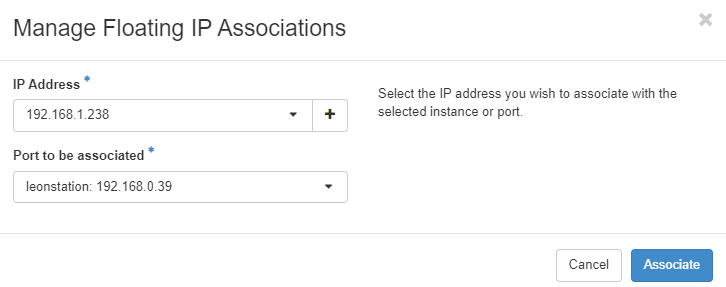 Manage Floating IP Associations
×
IP Address *
192.168.1.238
+
Select the IP address you wish to associate with the
selected instance or port.
Port to be associated *
leonstation: 192.168.0.39
Cancel
Associate